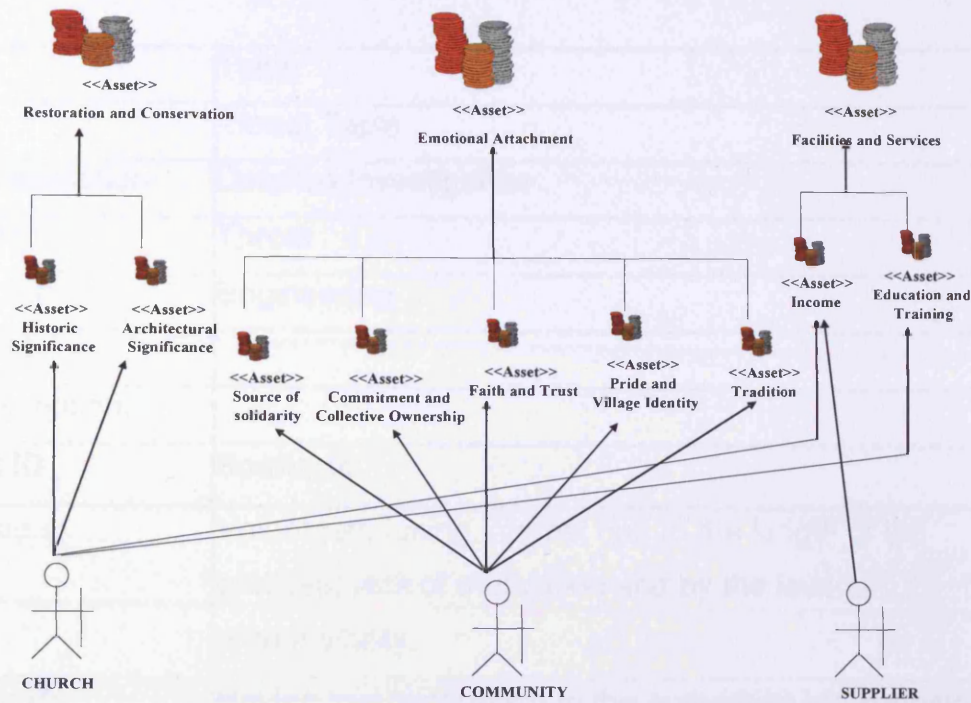 <<Asset>>
Restoration and Conservation
<<Asset>>
Emotional Attachment
<<Asset>>
Facilities and Services
<<Asset>>
Historic
Significance
<<Asset>>
Architectural
Significance
<<Asset>>
Source of
solidarity
<<Asset>>
Commitment and
Collective Ownership
<<Asset>>
Faith and Trust
<<Asset>>
Pride and
Village Identity
<<Asset>>
Tradition
<<Asset>>
Income
<<Asset>>
Education and
Training
CHURCH
COMMUNITY
SUPPLIER